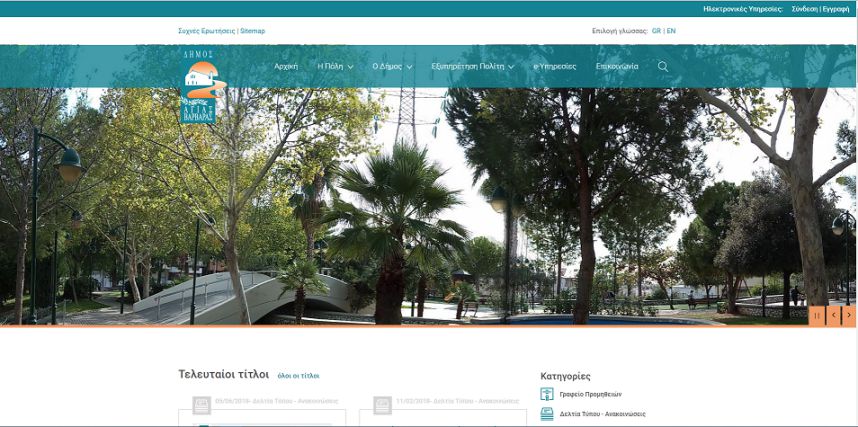 Ηλεκτρονικές Υπηρεσίες: Σύνδεση | Εγγραφή
Συχνές Ερωτήσεις | Sitemap
Επιλογή γλώσσας: GR | EN
ΔΗΜΟΣ
ΑΓΙΑΣ
ΒΑΡΒΑΡΑΣ
Αρχική Η Πόλη Ο Δήμος Εξυπηρέτηση Πολίτη e-Υπηρεσίες Επικοινωνία
Τελευταίοι τίτλοι όλοι οι τίτλοι
05/06/2018- Δελτία Τύπου - Ανακοινώσεις
11/02/2019- Δελτία Τύπου - Ανακοινώσεις
Κατηγορίες
Γραφείο Προμηθειών
Δελτία Τύπου - Ανακοινώσεις